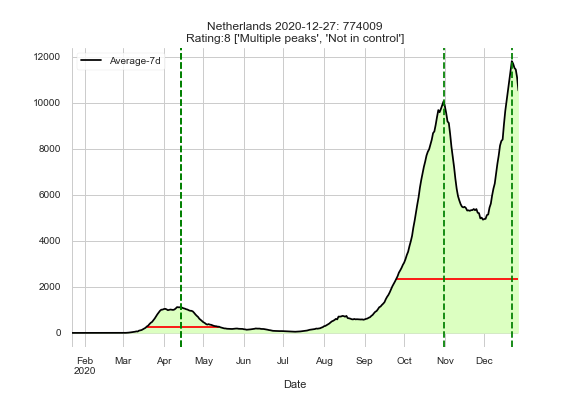 Netherlands 2020-12-27: 774009
Rating:8 ['Multiple peaks', 'Not in control']
Average-7d
12000
10000
8000
6000
4000
2000
0
Feb Mar Apr May Jun Jul Aug Sep Oct Nov Dec
2020
Date